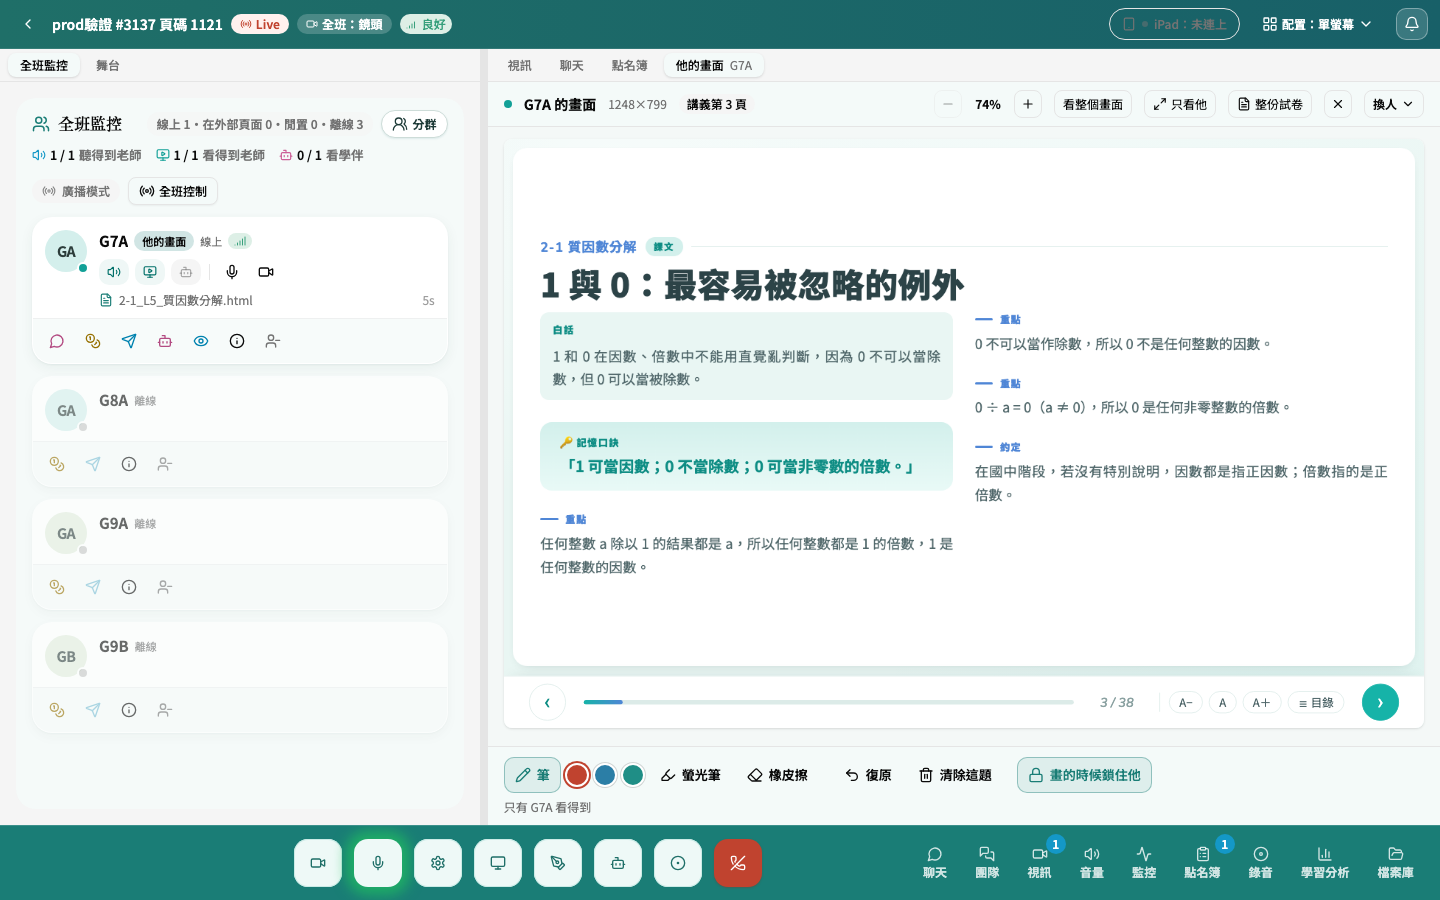 prod驗證 #3137 頁碼 1121
Live
全班：鏡頭
良好
iPad：未連上
配置：單螢幕
全班監控
舞台
全班監控
線上 1・在外部頁面 0・閒置 0・離線 3
分群
1 / 1 聽得到老師
1 / 1 看得到老師
0 / 1 看學伴
廣播模式
全班控制
GA
G7A
他的畫面
線上
2-1_L5_質因數分解.html
5s
GA
G8A
離線
GA
G9A
離線
GB
G9B
離線
視訊
聊天
點名簿
他的畫面 G7A
G7A 的畫面
1248×799
講義第 3 頁
74%
看整個畫面
只看他
整份試卷
換人
2-1 質因數分解
課文
1 與 0：最容易被忽略的例外
白話
1 和 0 在因數、倍數中不能用直覺亂判斷，因為 0 不可以當除
數，但 0 可以當被除數。
🔑 記憶口訣
「1 可當因數；0 不當除數；0 可當非零數的倍數。」
重點
任何整數 a 除以 1 的結果都是 a，所以任何整數都是 1 的倍數，1 是
任何整數的因數。
重點
0 不可以當作除數，所以 0 不是任何整數的因數。
重點
0 ÷ a = 0（a ≠ 0），所以 0 是任何非零整數的倍數。
約定
在國中階段，若沒有特別說明，因數都是指正因數；倍數指的是正
倍數。
3 / 38
A−
A
A＋
≡ 目錄
筆
螢光筆
橡皮擦
復原
清除這題
畫的時候鎖住他
只有 G7A 看得到
聊天
團隊
1
視訊
音量
監控
1
點名簿
錄音
學習分析
檔案庫